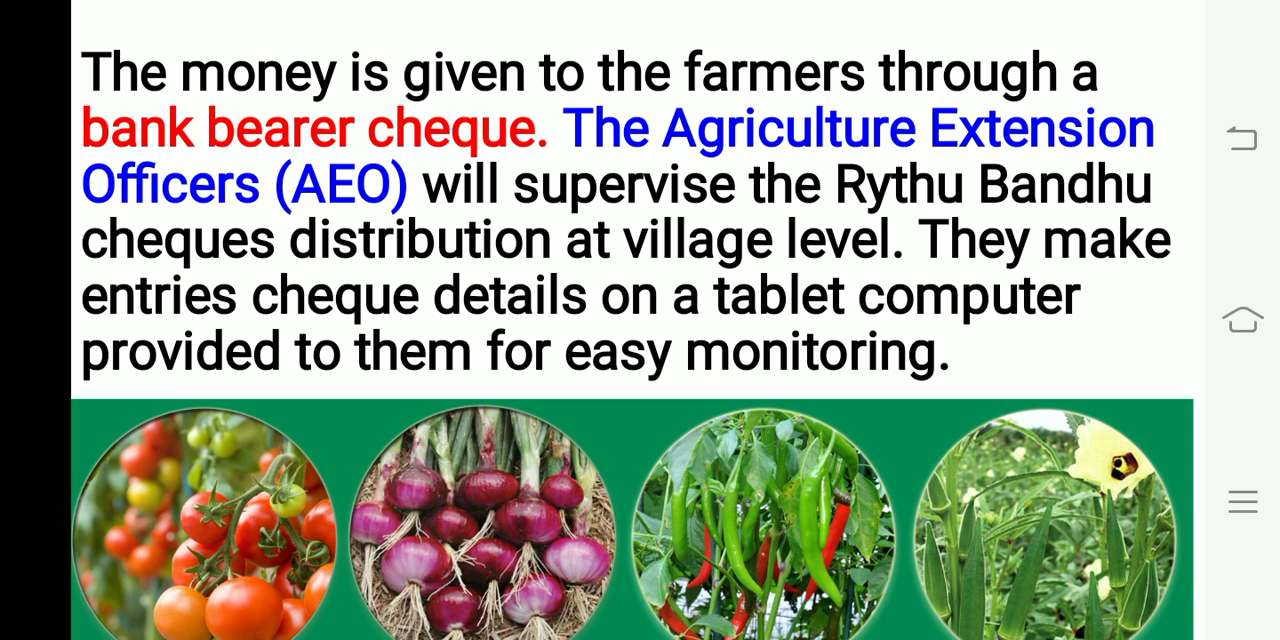 The money is given to the farmers through a
bank bearer cheque. The Agriculture Extension
Officers (AEO) will supervise the Rythu Bandhu
cheques distribution at village level. They make
entries cheque details on a tablet computer
provided to them for easy monitoring.